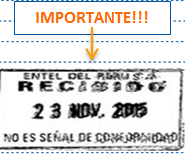 IMPORTANTE!!!
ENTEL DEL PERU S.A.
RECIBIDO
23 NOV. 2015
NO ES SEÑAL DE CONFORMIDAD